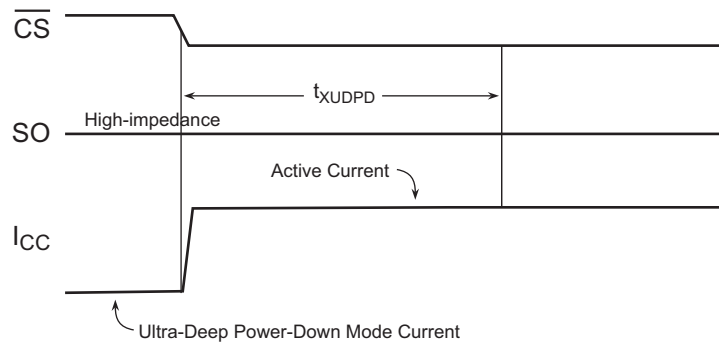 CS
tXUDPD
High-impedance
SO
Active Current
ICC
Ultra-Deep Power-Down Mode Current